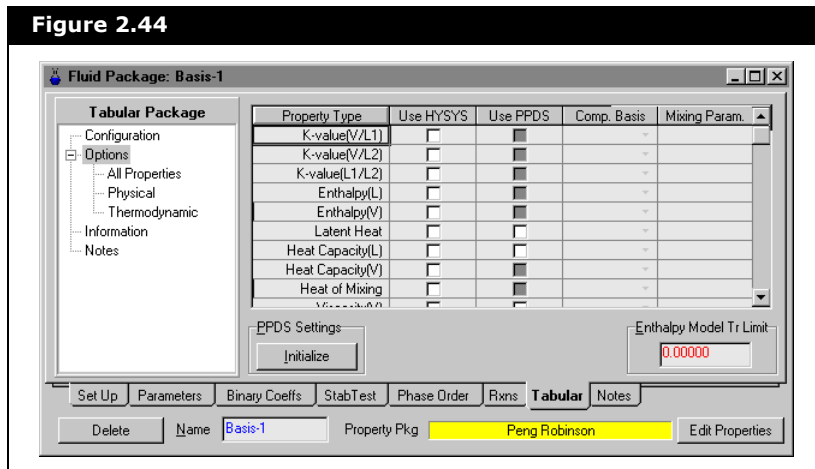 Figure 2.44
Fluid Package: Basis-1
Tabular Package
Configuration
Options
All Properties
Physical
Thermodynamic
Information
Notes
Property Type Use HYSYS Use PPDS Comp. Basis Mixing Param.
K-value(V/L1)
K-value(V/L2)
K-value(L1/L2)
Enthalpy(L)
Enthalpy(V)
Latent Heat
Heat Capacity(L)
Heat Capacity(V)
Heat of Mixing
PPDS Settings
Initialize
Enthalpy Model Tr Limit
0.00000
Set Up Parameters Binary Coeffs StabTest Phase Order Rxns Tabular Notes
Delete Name Basis-1 Property Pkg Peng Robinson Edit Properties